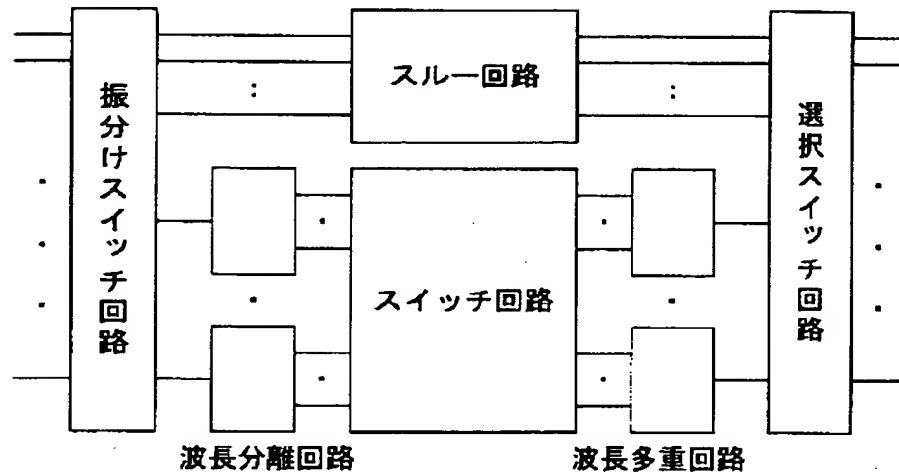 振分けスイッチ回路
スルー回路
スイッチ回路
選択スイッチ回路
波長分離回路
波長多重回路